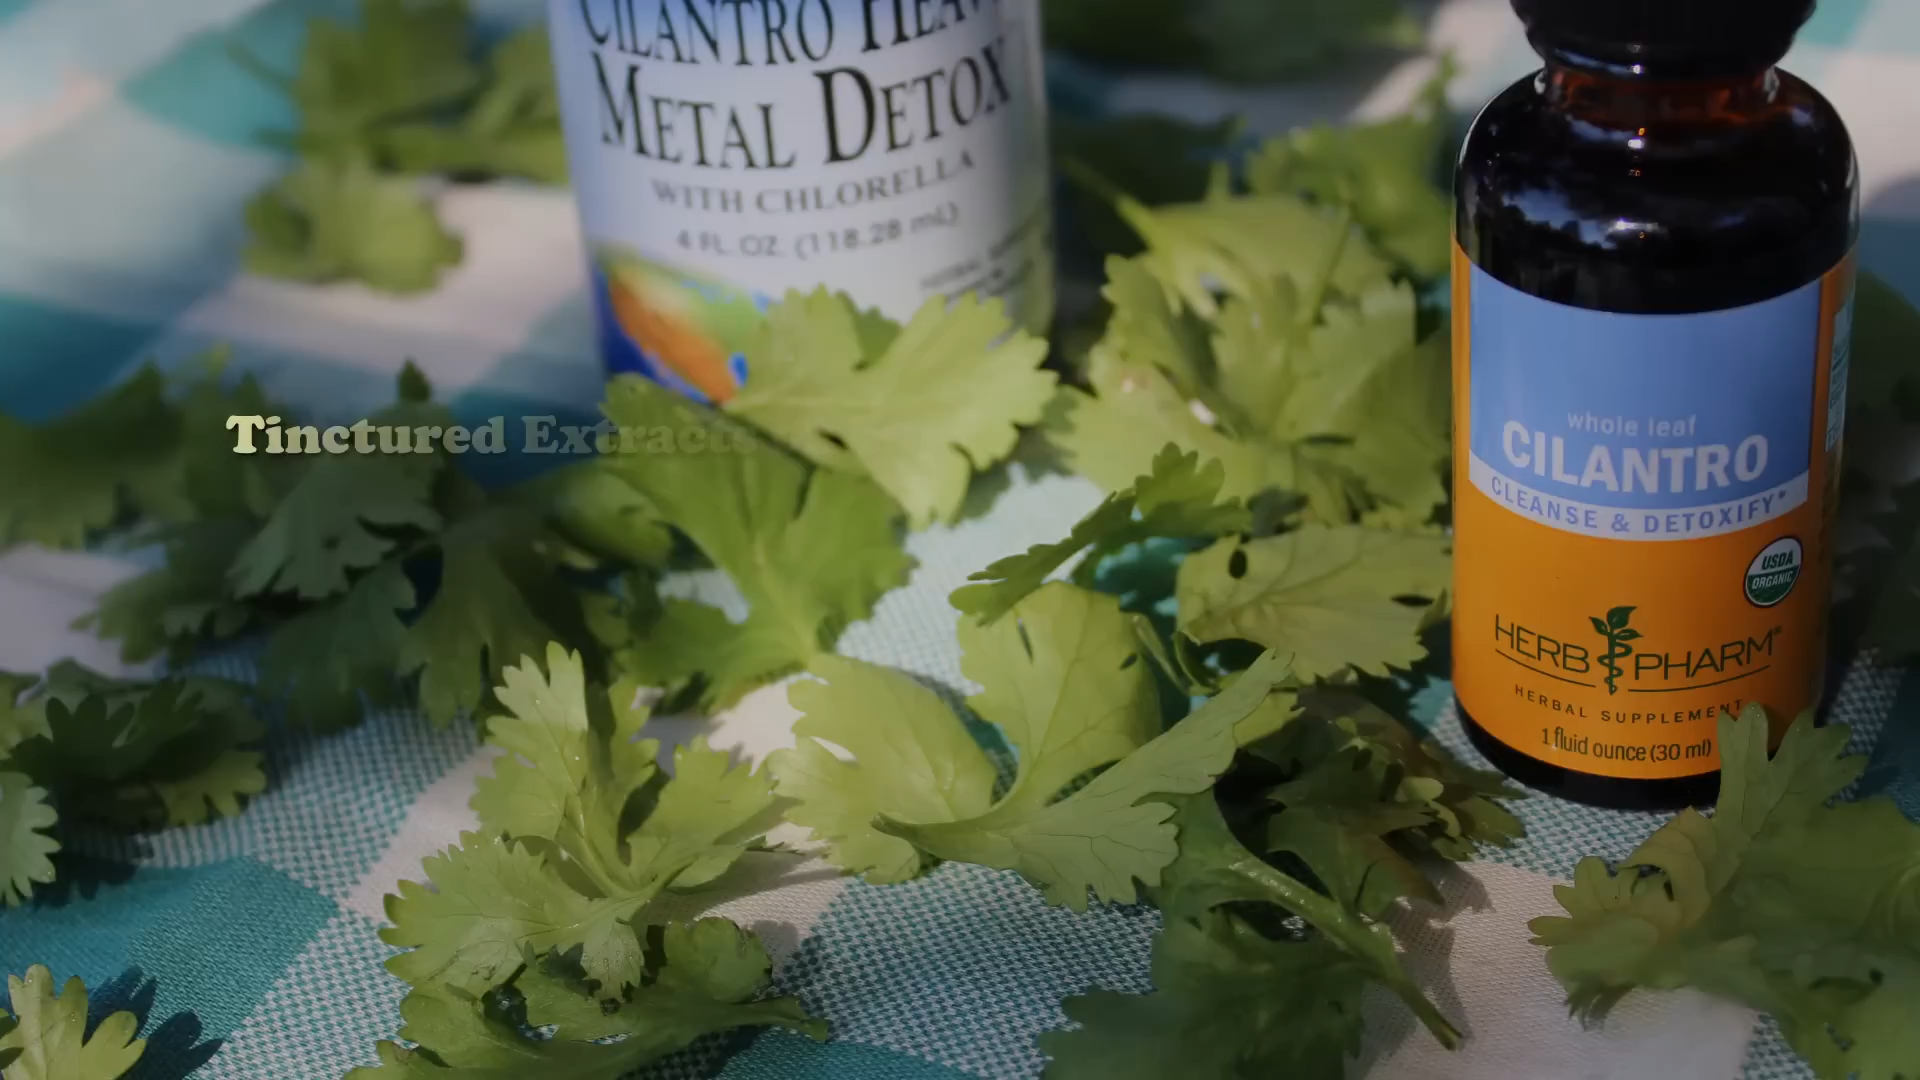 CILANTRO HEAVY
METAL DETOX
WITH CHLORELLA
4 FL. OZ. (118.28 mL)
Tinctured Extracts
whole leaf
CILANTRO
CLEANSE & DETOXIFY*
USDA
ORGANIC
HERB PHARM®
HERBAL SUPPLEMENT
1 fluid ounce (30 ml)